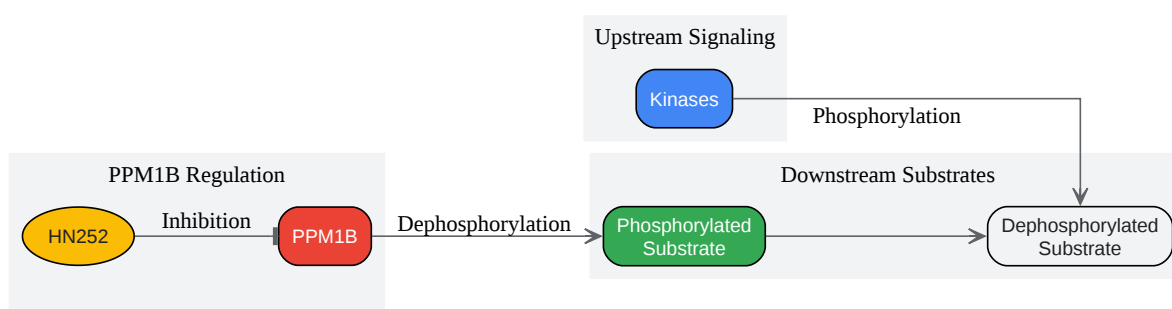 Upstream Signaling
Kinases
Phosphorylation
PPM1B Regulation
Downstream Substrates
HN252
Inhibition
PPM1B
Dephosphorylation
Phosphorylated
Substrate
Dephosphorylated
Substrate